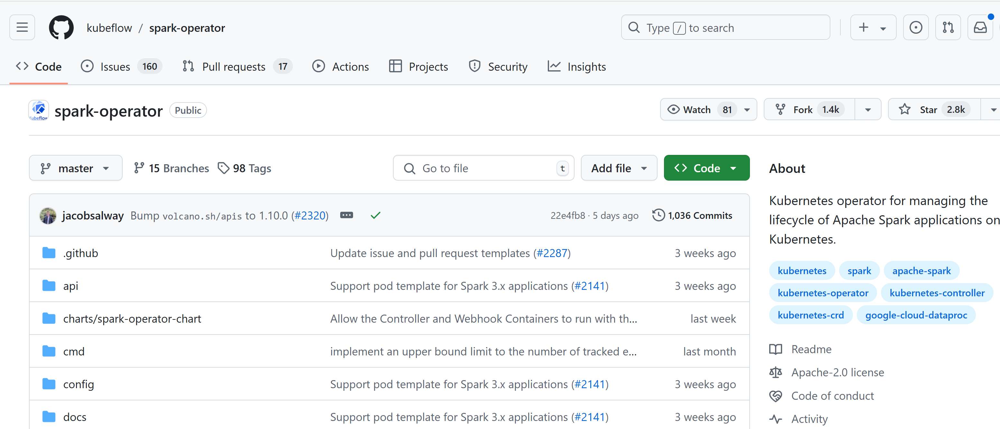 kubeflow / spark-operator
Type / to search
Code
Issues 160
Pull requests 17
Actions
Projects
Security
Insights
Kubeflow
spark-operator
Public
Watch 81
Fork 1.4k
Star 2.8k
master
15 Branches
98 Tags
Go to file
t
Add file
Code
jacobsalway Bump volcano.sh/apis to 1.10.0 (#2320)
22e4fb8 · 5 days ago
1,036 Commits
.github Update issue and pull request templates (#2287) 3 weeks ago
api Support pod template for Spark 3.x applications (#2141) 3 weeks ago
charts/spark-operator-chart Allow the Controller and Webhook Containers to run with th... last week
cmd implement an upper bound limit to the number of tracked e... last month
config Support pod template for Spark 3.x applications (#2141) 3 weeks ago
docs Support pod template for Spark 3.x applications (#2141) 3 weeks ago
About
Kubernetes operator for managing the
lifecycle of Apache Spark applications on
Kubernetes.
kubernetes spark apache-spark
kubernetes-operator kubernetes-controller
kubernetes-crd google-cloud-dataproc
Readme
Apache-2.0 license
Code of conduct
Activity